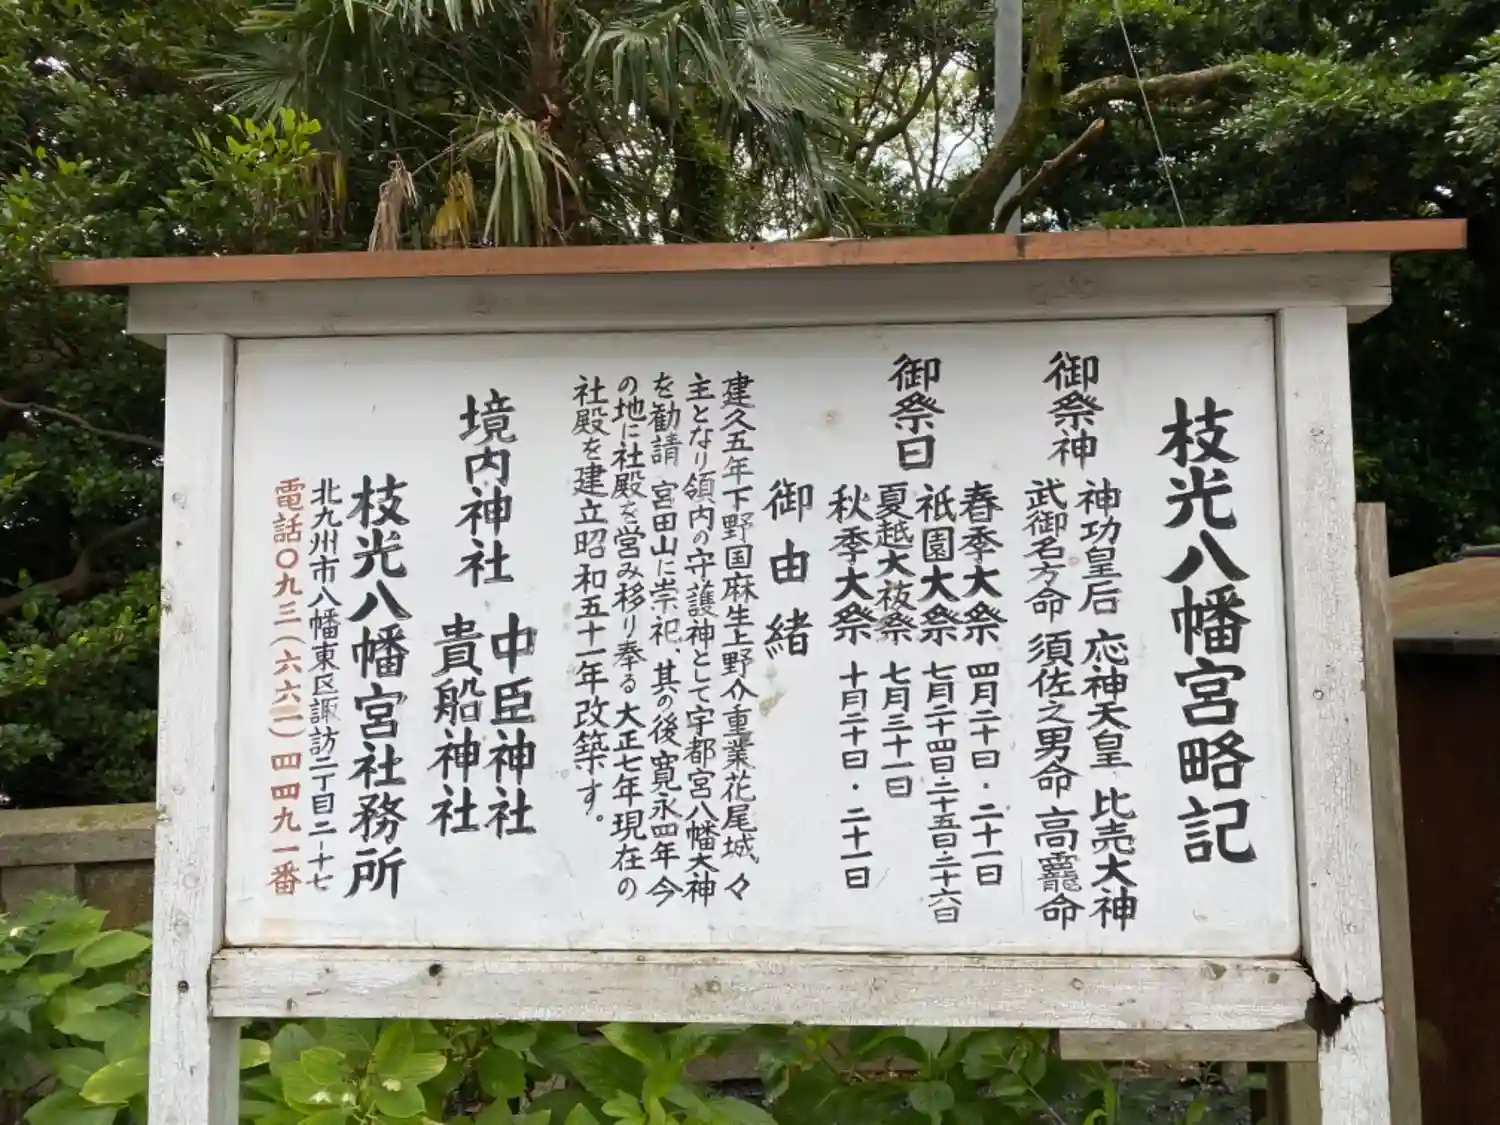 枝光八幡宮略記
御祭神
神功皇后 応神天皇 比売大神
武御名方命 須佐之男命 高龗命
御祭日
春季大祭 四月二十日・二十一日
祇園大祭 七月二十四日・二十五日・二十六日
夏越大祓祭 七月三十一日
秋季大祭 十月二十日・二十一日
御由緒
建久五年下野国麻生上野介重業花尾城々
主となり領内の守護神として宇都宮八幡大神
を勧請 宮田山に崇祀、其の後寛永四年今
の地に社殿を営み移り奉る大正七年現在の
社殿を建立昭和五十一年改築す。
境内神社
中臣神社
貴船神社
枝光八幡宮社務所
北九州市八幡東区諏訪二丁目二-十七
電話〇九三(六六一)四四九一番